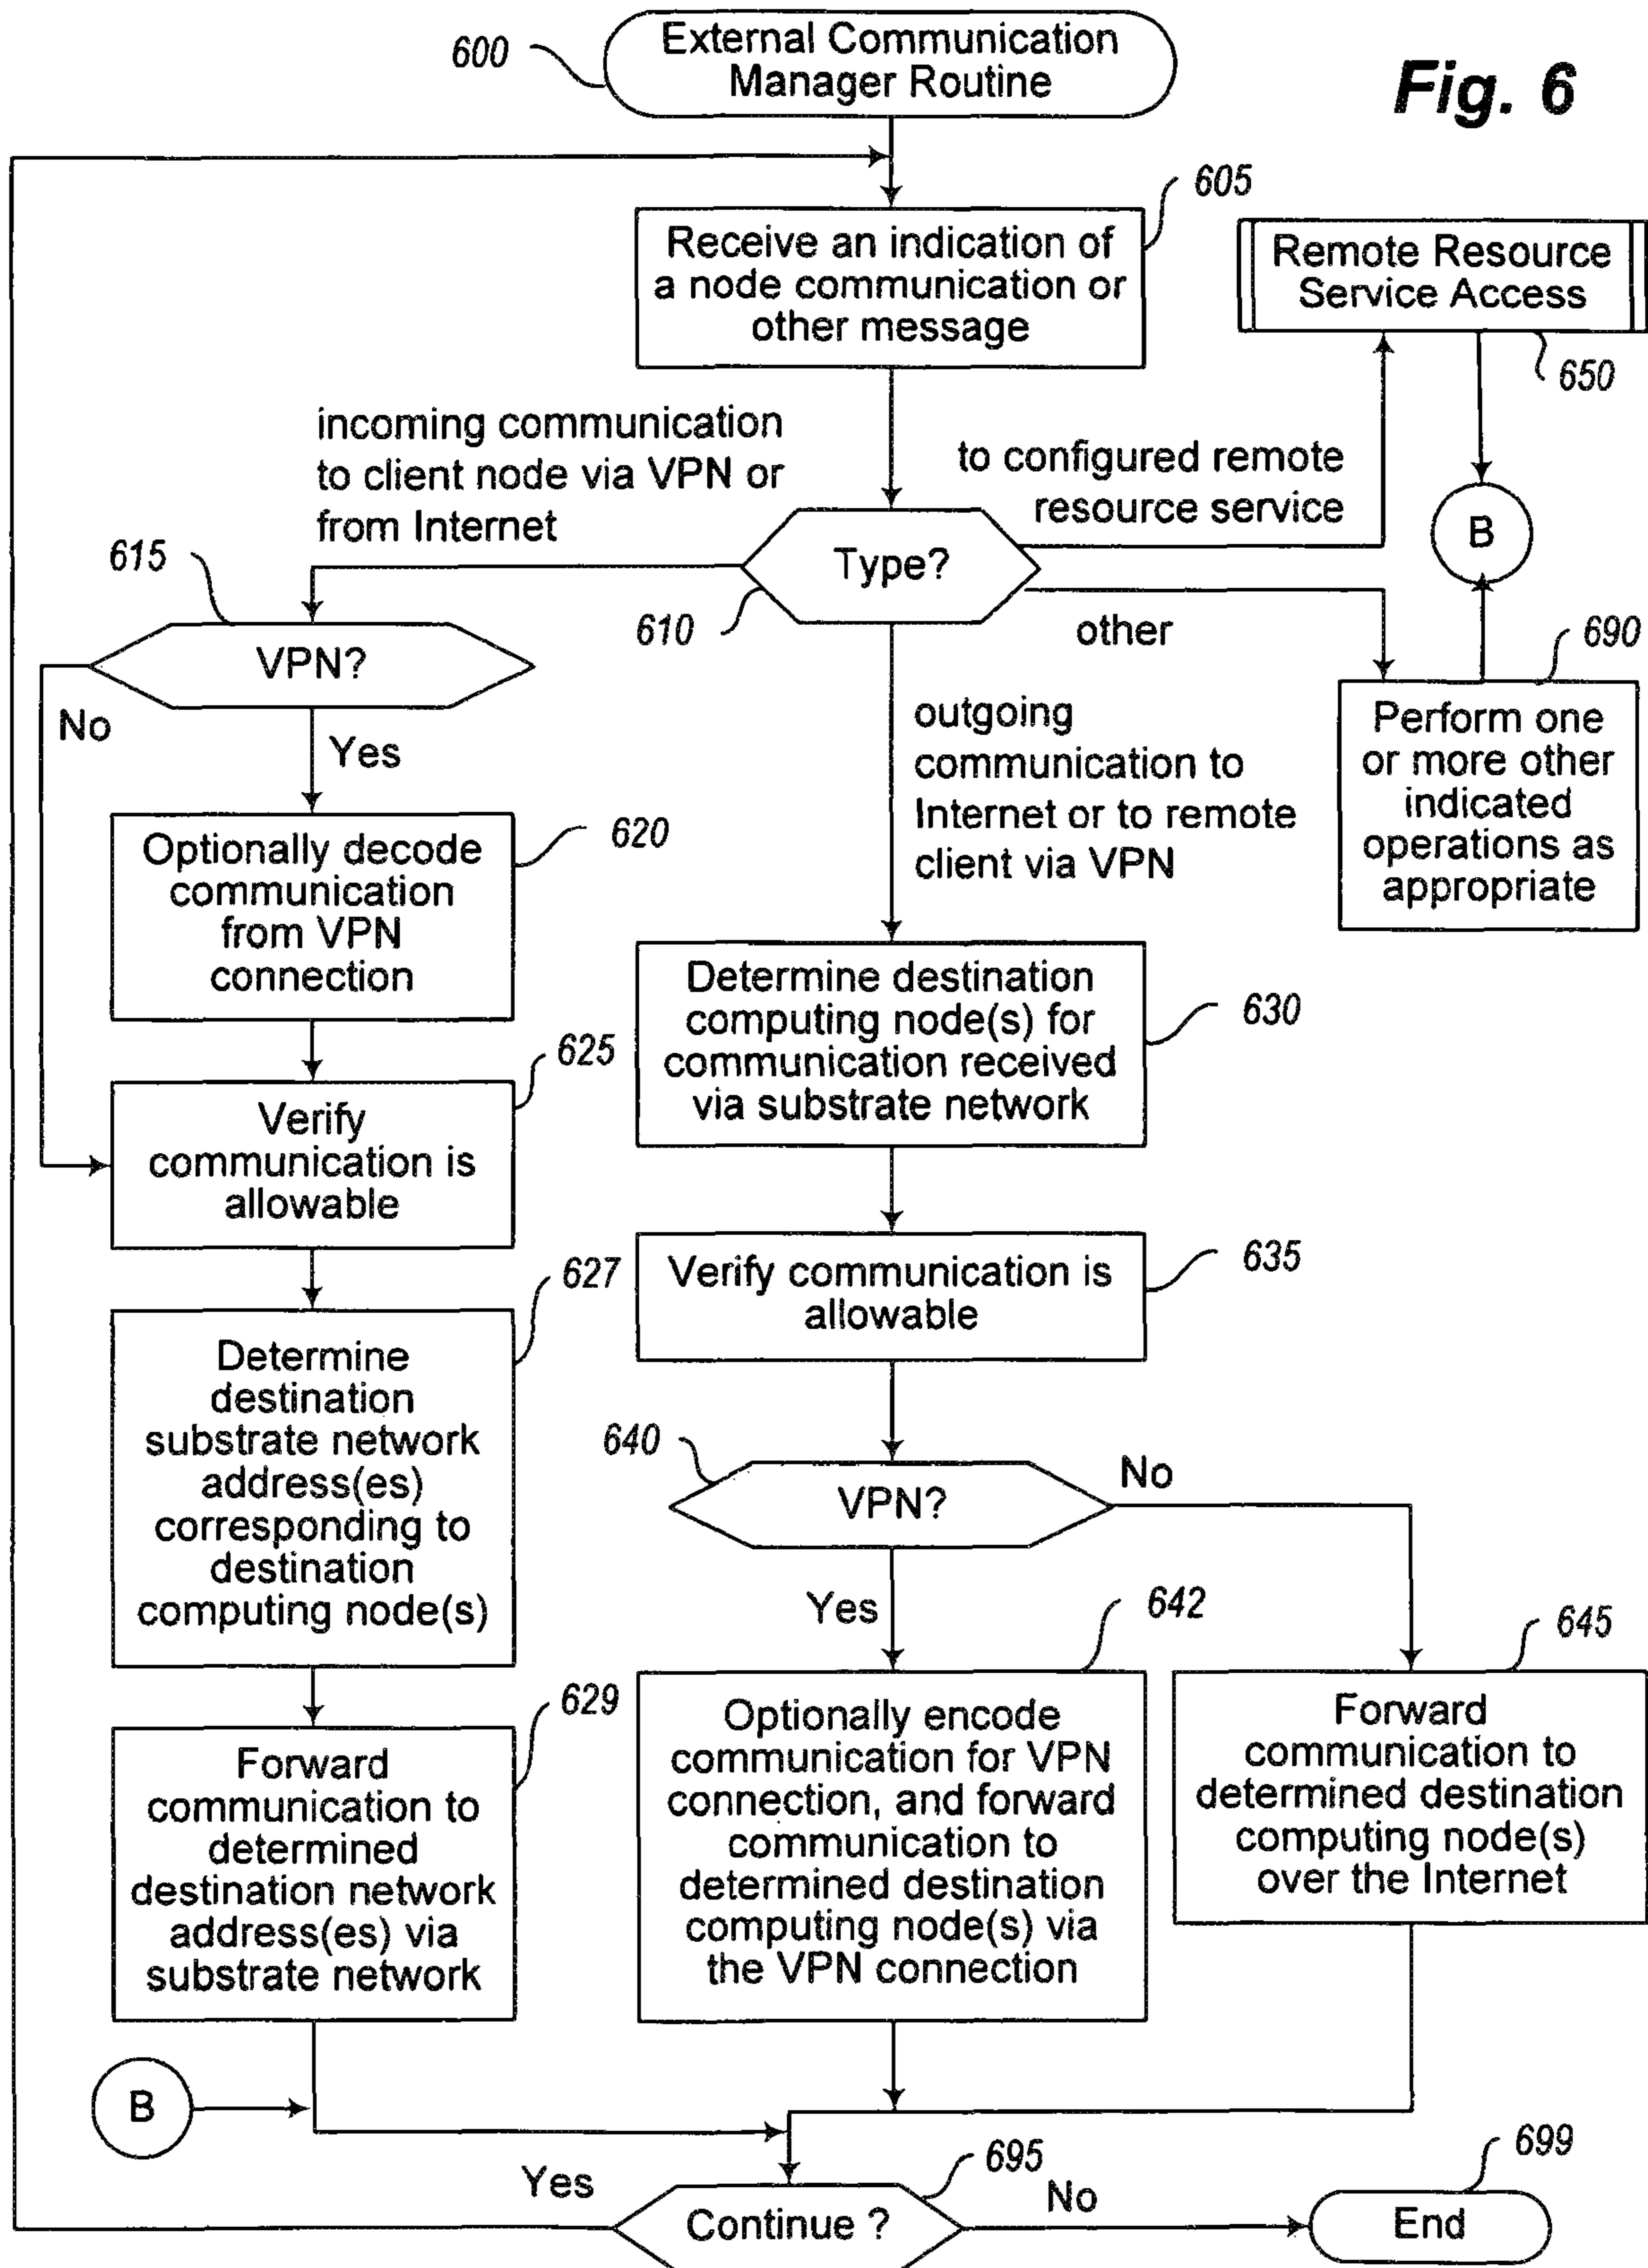 600
External Communication
Manager Routine
Fig. 6
605
Receive an indication of
a node communication or
other message
Remote Resource
Service Access
650
incoming communication
to client node via VPN or
from Internet
to configured remote
resource service
B
Type?
610
615
VPN?
No
Yes
other
690
Perform one
or more other
indicated
operations as
appropriate
outgoing
communication to
Internet or to remote
client via VPN
Optionally decode
communication
from VPN
connection
620
Determine destination
computing node(s) for
communication received
via substrate network
630
625
Verify
communication is
allowable
Verify communication is
allowable
635
627
Determine
destination
substrate network
address(es)
corresponding to
destination
computing node(s)
640
VPN?
No
Yes
642
645
629
Forward
communication to
determined
destination network
address(es) via
substrate network
Optionally encode
communication for VPN
connection, and forward
communication to
determined destination
computing node(s) via
the VPN connection
Forward
communication to
determined destination
computing node(s)
over the Internet
B
Yes
695
Continue ?
No
699
End